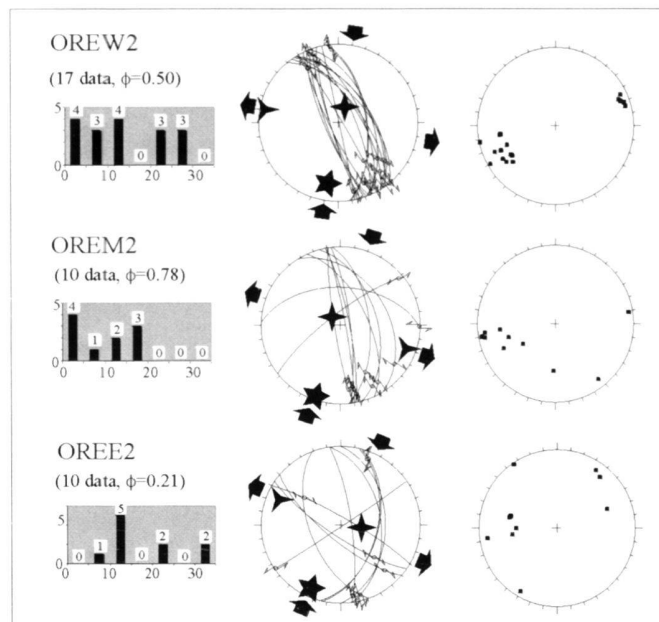 OREW2
(17 data, ϕ=0.50)
5
4 3 4 0 3 3 0
0
0 10 20 30
OREM2
(10 data, ϕ=0.78)
5
4 1 2 3 0 0 0
0
0 10 20 30
OREE2
(10 data, ϕ=0.21)
5
0 1 5 0 2 0 2
0
0 10 20 30